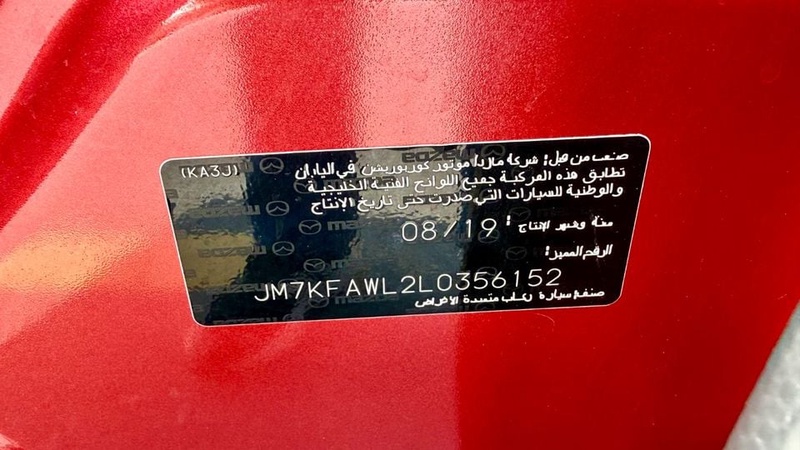 صنعت من قبل: شركة مازدا موتور كوربوريشن في اليابان
(KA3J)
تطابق هذه المركبة جميع اللوائح الفنية الخليجية
والوطنية للسيارات التي صدرت حتى تاريخ الإنتاج
سنة وشهر الإنتاج: 08/19
الرقم المميز:
JM7KFAWL2L0356152
صنف: سيارة ركاب متعددة الأغراض